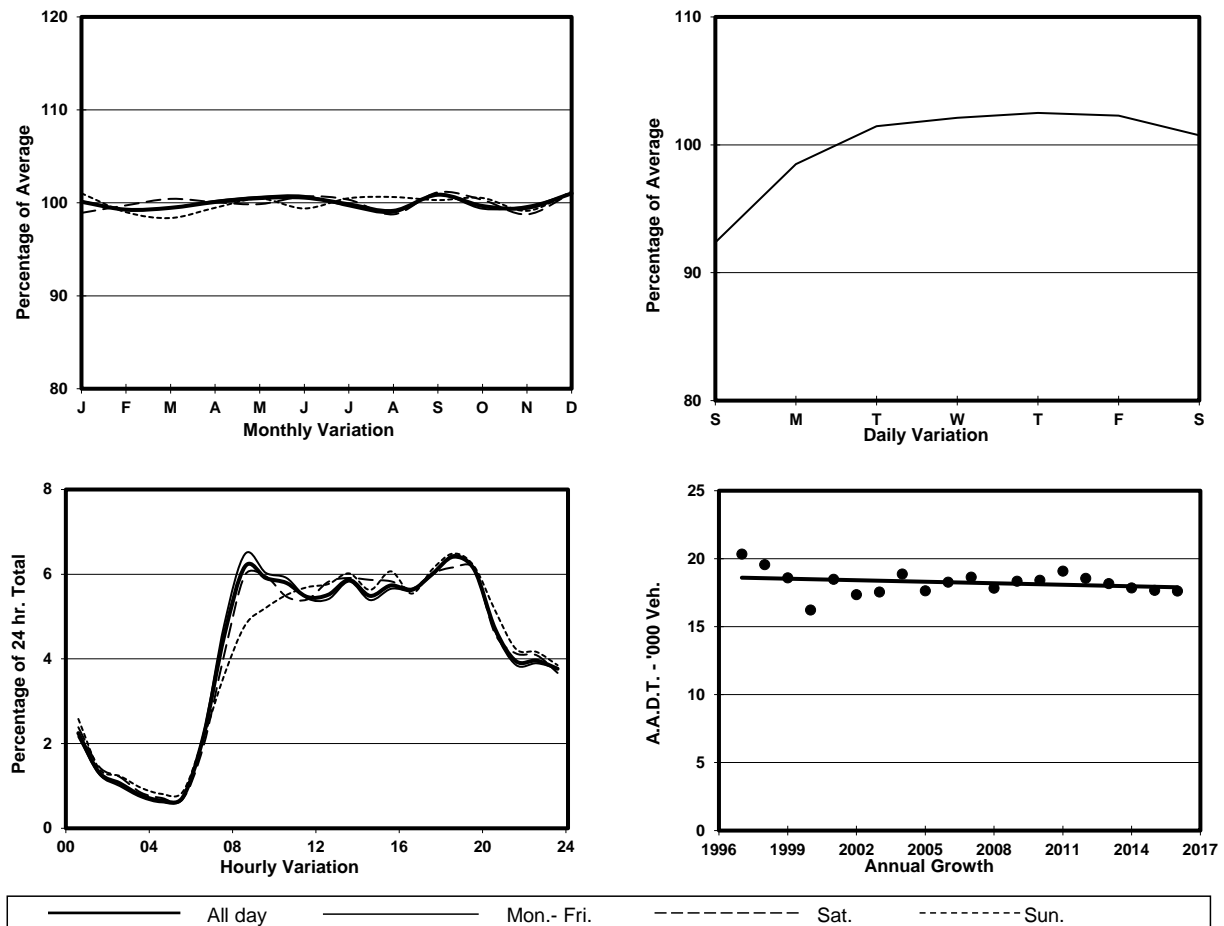 120
110
100
90
80
Percentage of Average
J F M A M J J A S O N D
Monthly Variation
110
100
90
80
Percentage of Average
S M T W T F S
Daily Variation
8
6
4
2
0
Percentage of 24 hr. Total
00 04 08 12 16 20 24
Hourly Variation
25
20
15
10
5
0
A.A.D.T. - '000 Veh.
1996 1999 2002 2005 2008 2011 2014 2017
Annual Growth
All day Mon.- Fri. Sat. Sun.